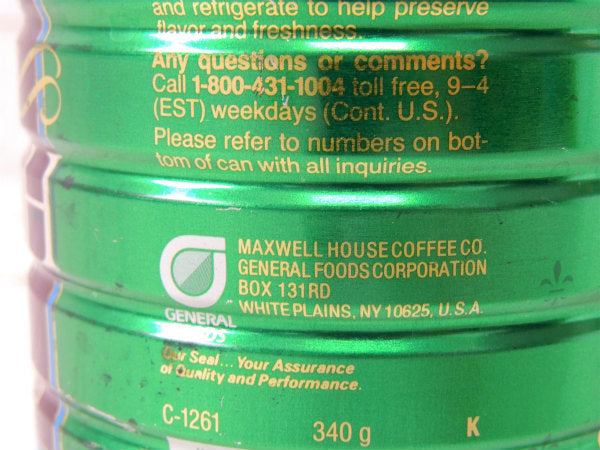 and refrigerate to help preserve
flavor and freshness.
Any questions or comments?
Call 1-800-431-1004 toll free, 9–4
(EST) weekdays (Cont. U.S.).
Please refer to numbers on bot-
tom of can with all inquiries.
MAXWELL HOUSE COFFEE CO.
GENERAL FOODS CORPORATION
BOX 131RD
WHITE PLAINS, NY 10625, U.S.A.
GENERAL
Our Seal... Your Assurance
of Quality and Performance.
C-1261 340 g K